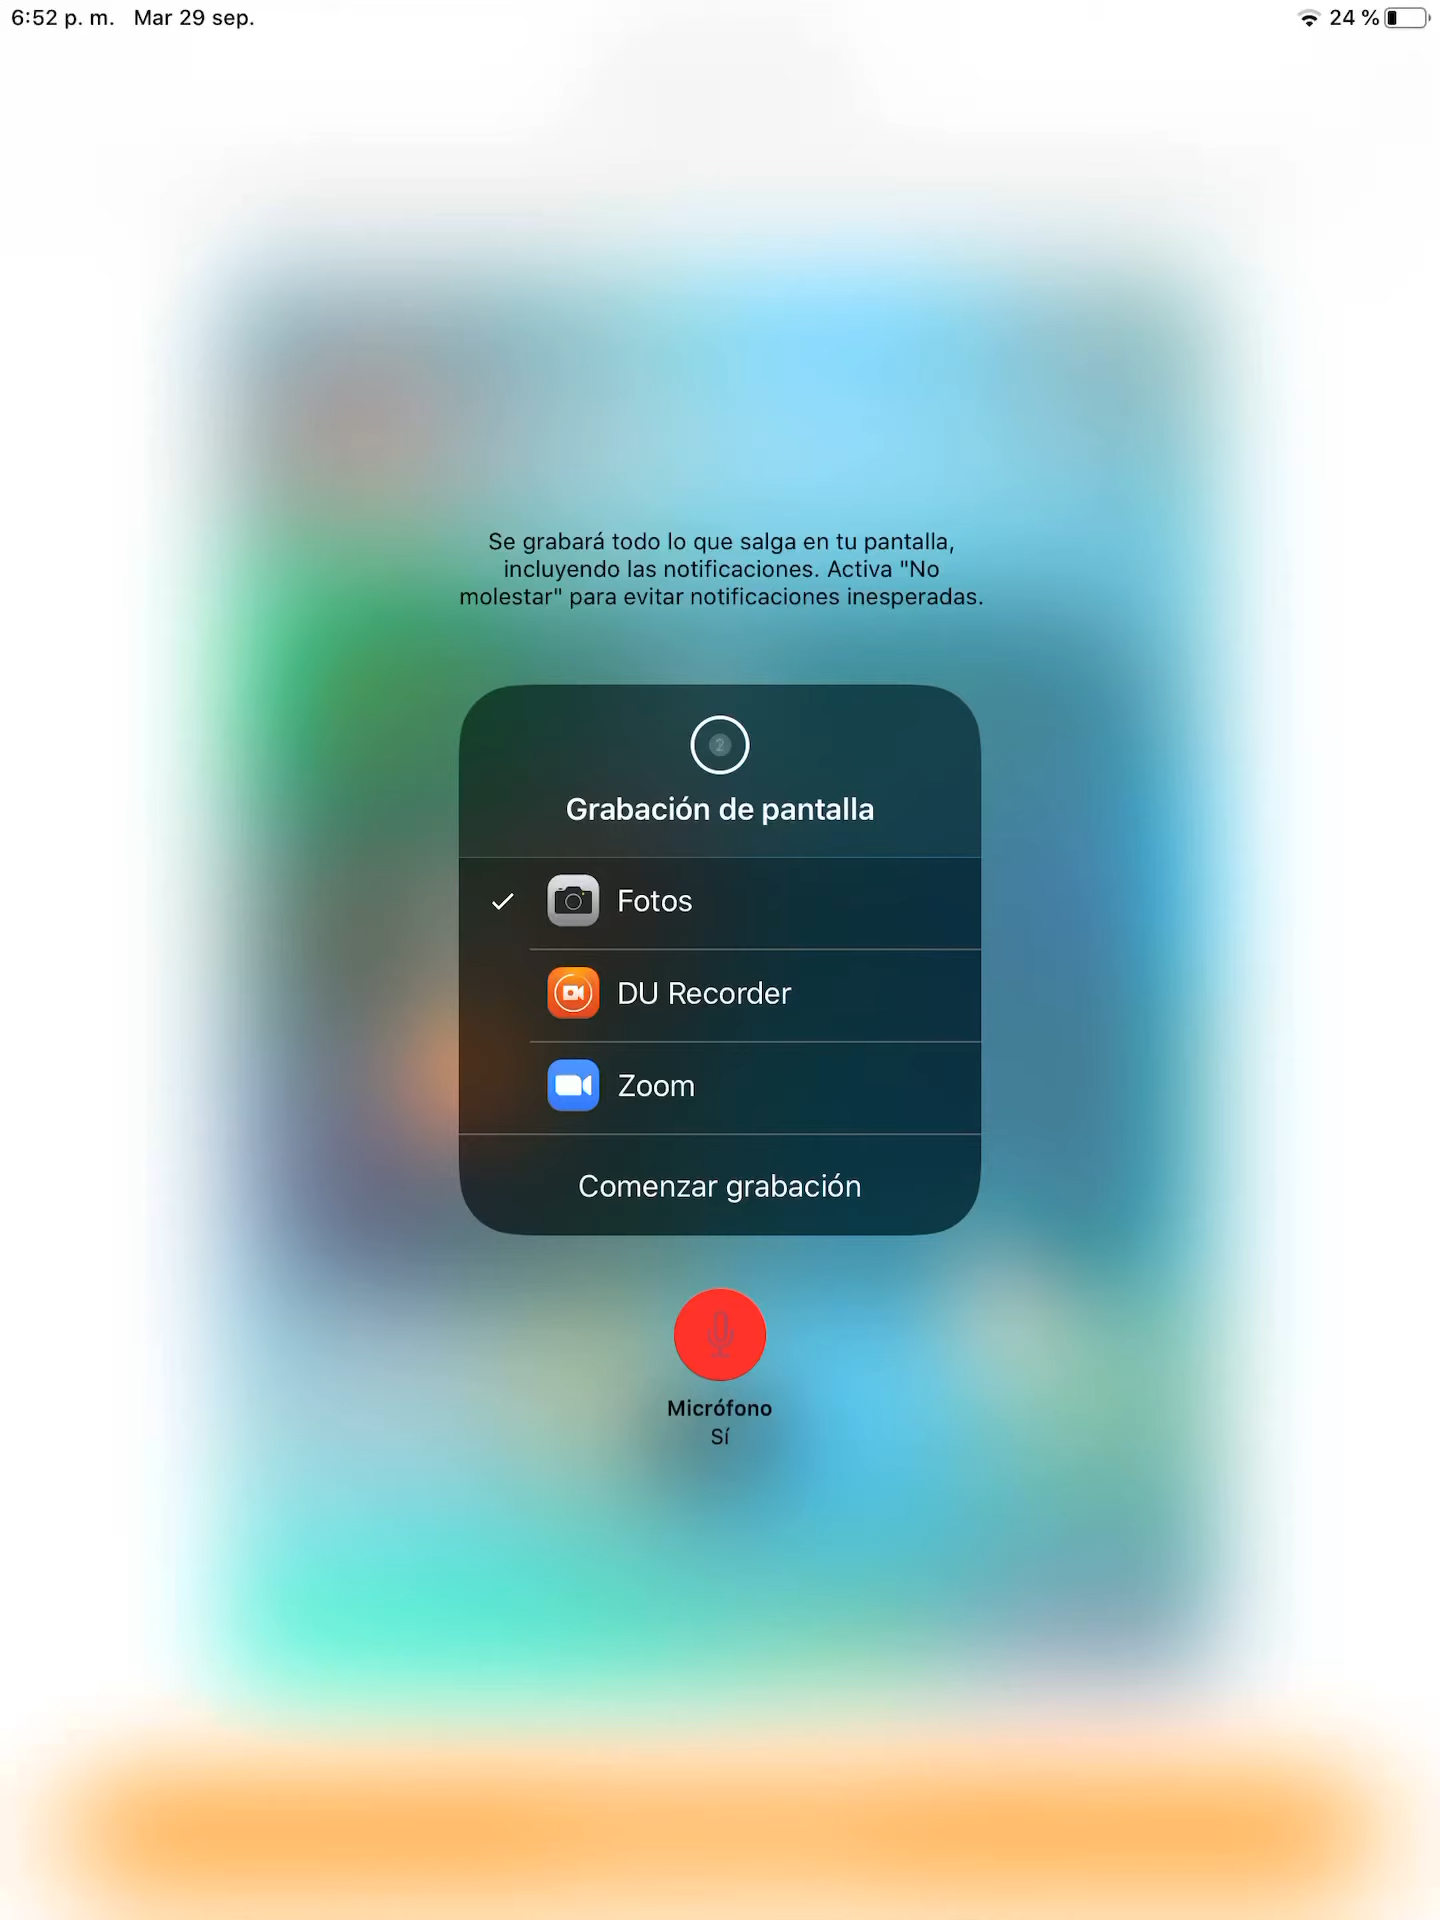 6:52 p. m. Mar 29 sep.
24 %
Se grabará todo lo que salga en tu pantalla,
incluyendo las notificaciones. Activa "No
molestar" para evitar notificaciones inesperadas.
2
Grabación de pantalla
Fotos
DU Recorder
Zoom
Comenzar grabación
Micrófono
Sí